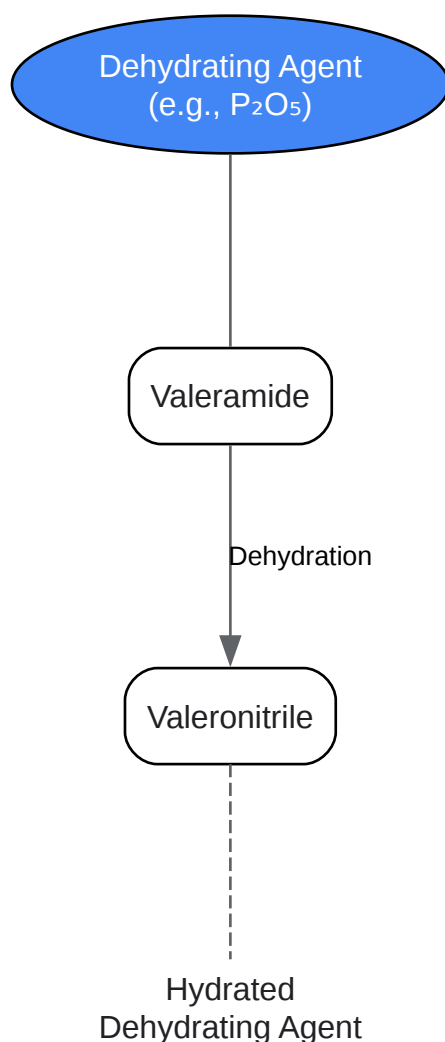 Dehydrating Agent
(e.g., P₂O₅)
Valeramide
Dehydration
Valeronitrile
Hydrated
Dehydrating Agent